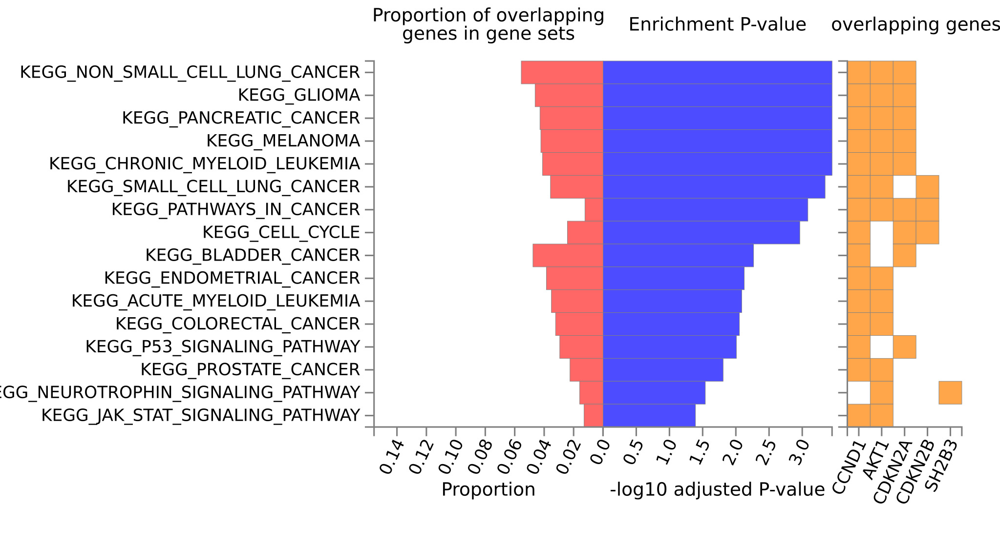 Proportion of overlapping
genes in gene sets
Enrichment P-value
overlapping genes
KEGG_NON_SMALL_CELL_LUNG_CANCER
KEGG_GLIOMA
KEGG_PANCREATIC_CANCER
KEGG_MELANOMA
KEGG_CHRONIC_MYELOID_LEUKEMIA
KEGG_SMALL_CELL_LUNG_CANCER
KEGG_PATHWAYS_IN_CANCER
KEGG_CELL_CYCLE
KEGG_BLADDER_CANCER
KEGG_ENDOMETRIAL_CANCER
KEGG_ACUTE_MYELOID_LEUKEMIA
KEGG_COLORECTAL_CANCER
KEGG_P53_SIGNALING_PATHWAY
KEGG_PROSTATE_CANCER
EGG_NEUROTROPHIN_SIGNALING_PATHWAY
KEGG_JAK_STAT_SIGNALING_PATHWAY
0.14 0.12 0.10 0.08 0.06 0.04 0.02 0.0 0.5 1.0 1.5 2.0 2.5 3.0
CCND1 AKT1 CDKN2A CDKN2B SH2B3
Proportion
-log10 adjusted P-value